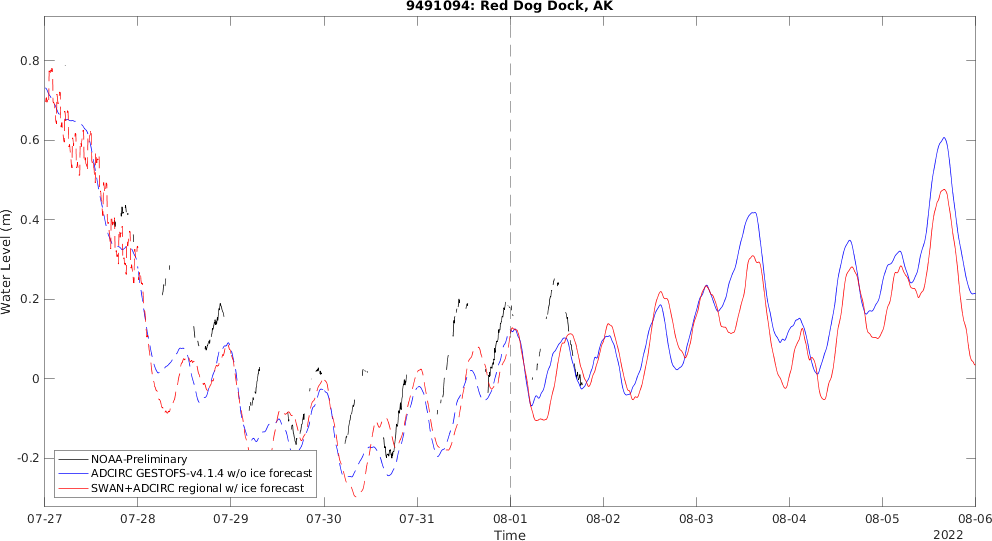 9491094: Red Dog Dock, AK
Water Level (m)
0.8
0.6
0.4
0.2
0
-0.2
NOAA-Preliminary
ADCIRC GESTOFS-v4.1.4 w/o ice forecast
SWAN+ADCIRC regional w/ ice forecast
07-27 07-28 07-29 07-30 07-31 08-01 08-02 08-03 08-04 08-05 08-06
Time
2022